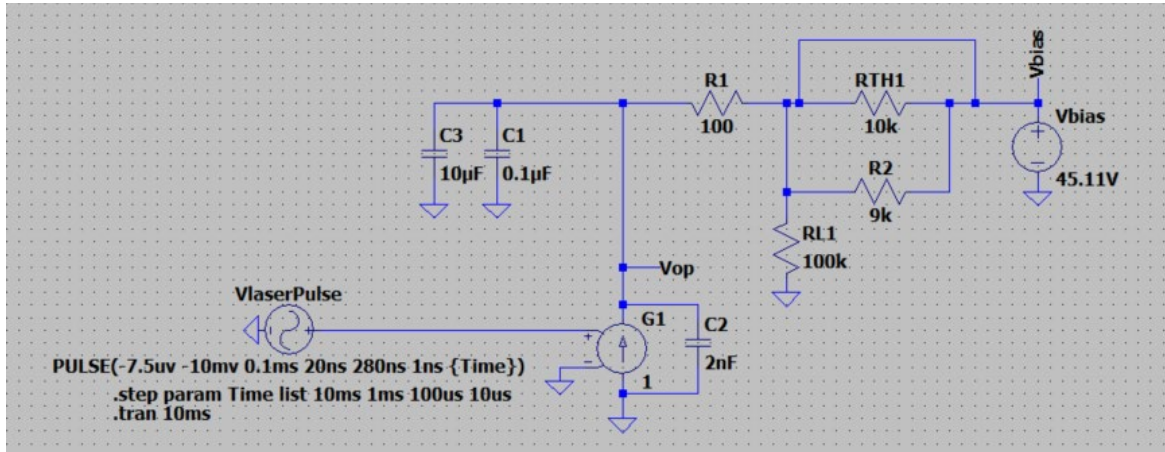 Vbias
R1
100
RTH1
10k
Vbias
45.11V
C3
10µF
C1
0.1µF
R2
9k
RL1
100k
Vop
VlaserPulse
G1
1
C2
2nF
PULSE(-7.5uv -10mv 0.1ms 20ns 280ns 1ns {Time})
.step param Time list 10ms 1ms 100us 10us
.tran 10ms